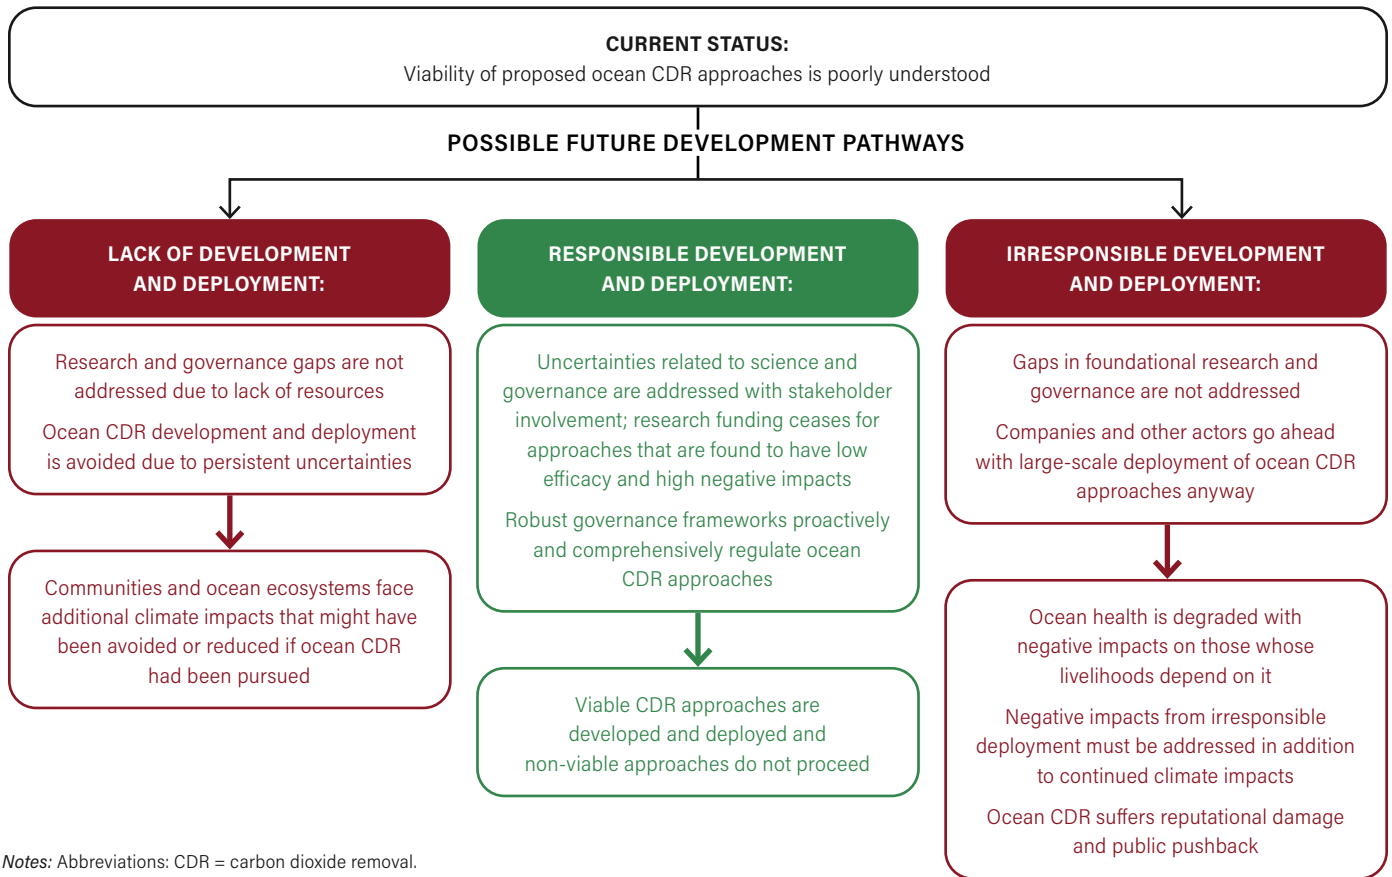 CURRENT STATUS:
Viability of proposed ocean CDR approaches is poorly understood
POSSIBLE FUTURE DEVELOPMENT PATHWAYS
LACK OF DEVELOPMENT
AND DEPLOYMENT:
Research and governance gaps are not
addressed due to lack of resources
Ocean CDR development and deployment
is avoided due to persistent uncertainties
Communities and ocean ecosystems face
additional climate impacts that might have
been avoided or reduced if ocean CDR
had been pursued
RESPONSIBLE DEVELOPMENT
AND DEPLOYMENT:
Uncertainties related to science and
governance are addressed with stakeholder
involvement; research funding ceases for
approaches that are found to have low
efficacy and high negative impacts
Robust governance frameworks proactively
and comprehensively regulate ocean
CDR approaches
Viable CDR approaches are
developed and deployed and
non-viable approaches do not proceed
IRRESPONSIBLE DEVELOPMENT
AND DEPLOYMENT:
Gaps in foundational research and
governance are not addressed
Companies and other actors go ahead
with large-scale deployment of ocean CDR
approaches anyway
Ocean health is degraded with
negative impacts on those whose
livelihoods depend on it
Negative impacts from irresponsible
deployment must be addressed in addition
to continued climate impacts
Ocean CDR suffers reputational damage
and public pushback
Notes: Abbreviations: CDR = carbon dioxide removal.